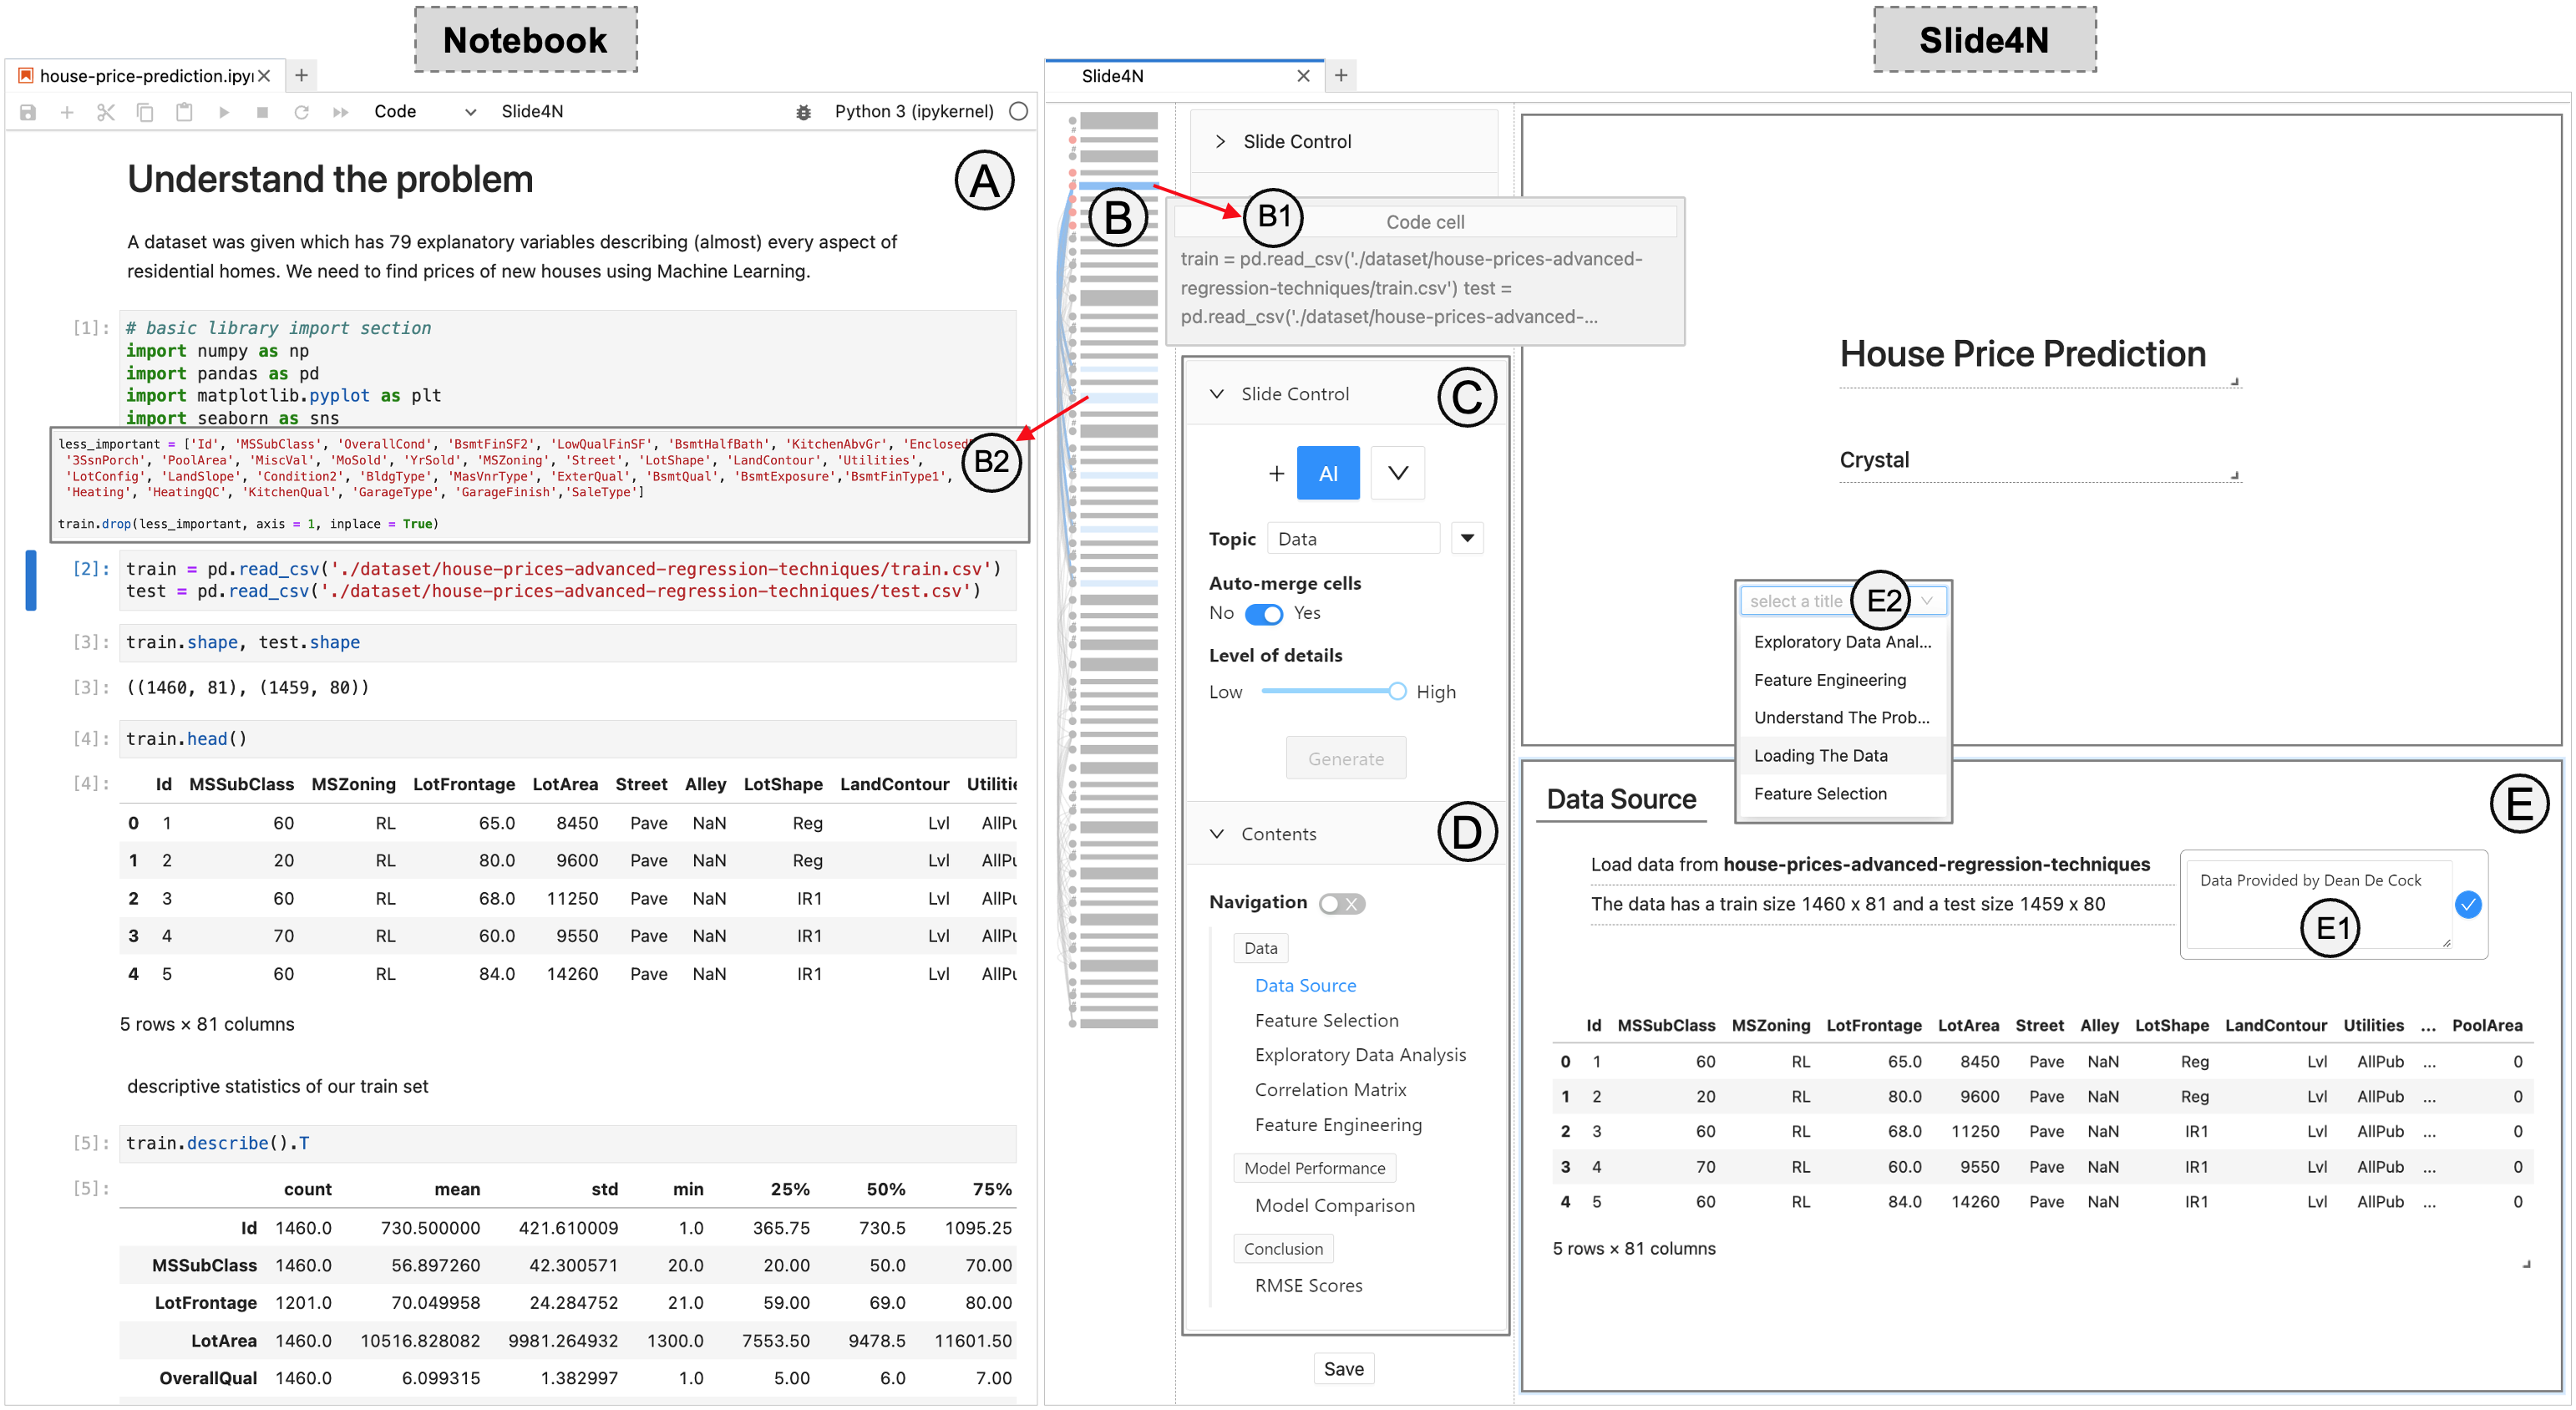 Notebook
Slide4N
house-price-prediction.ipy
Code
Slide4N
Python 3 (ipykernel)
A
Understand the problem
A dataset was given which has 79 explanatory variables describing (almost) every aspect of
residential homes. We need to find prices of new houses using Machine Learning.
[1]: # basic library import section
import numpy as np
import pandas as pd
import matplotlib.pyplot as plt
import seaborn as sns
B2
less_important = ['Id', 'MSSubClass', 'OverallCond', 'BsmtFinSF2', 'LowQualFinSF', 'BsmtHalfBath', 'KitchenAbvGr', 'Enclosed
'3SsnPorch', 'PoolArea', 'MiscVal', 'MoSold', 'YrSold', 'MSZoning', 'Street', 'LotShape', 'LandContour', 'Utilities',
'LotConfig', 'LandSlope', 'Condition2', 'BldgType', 'MasVnrType', 'ExterQual', 'BsmtQual', 'BsmtExposure','BsmtFinType1',
'Heating', 'HeatingQC', 'KitchenQual', 'GarageType', 'GarageFinish','SaleType']
train.drop(less_important, axis = 1, inplace = True)
[2]: train = pd.read_csv('./dataset/house-prices-advanced-regression-techniques/train.csv')
test = pd.read_csv('./dataset/house-prices-advanced-regression-techniques/test.csv')
[3]: train.shape, test.shape
[3]: ((1460, 81), (1459, 80))
[4]: train.head()
[4]: Id MSSubClass MSZoning LotFrontage LotArea Street Alley LotShape LandContour Utilitie
0 1 60 RL 65.0 8450 Pave NaN Reg Lvl AllPu
1 2 20 RL 80.0 9600 Pave NaN Reg Lvl AllPu
2 3 60 RL 68.0 11250 Pave NaN IR1 Lvl AllPu
3 4 70 RL 60.0 9550 Pave NaN IR1 Lvl AllPu
4 5 60 RL 84.0 14260 Pave NaN IR1 Lvl AllPu
5 rows × 81 columns
descriptive statistics of our train set
[5]: train.describe().T
[5]: count mean std min 25% 50% 75%
Id 1460.0 730.500000 421.610009 1.0 365.75 730.5 1095.25
MSSubClass 1460.0 56.897260 42.300571 20.0 20.00 50.0 70.00
LotFrontage 1201.0 70.049958 24.284752 21.0 59.00 69.0 80.00
LotArea 1460.0 10516.828082 9981.264932 1300.0 7553.50 9478.5 11601.50
OverallQual 1460.0 6.099315 1.382997 1.0 5.00 6.0 7.00
Slide4N
B
Slide Control
B1
Code cell
train = pd.read_csv('./dataset/house-prices-advanced-
regression-techniques/train.csv') test =
pd.read_csv('./dataset/house-prices-advanced-...
Slide Control
C
+ AI
Topic Data
Auto-merge cells
No Yes
Level of details
Low High
Generate
Contents
D
Navigation
Data
Data Source
Feature Selection
Exploratory Data Analysis
Correlation Matrix
Feature Engineering
Model Performance
Model Comparison
Conclusion
RMSE Scores
Save
House Price Prediction
Crystal
select a title
E2
Exploratory Data Anal...
Feature Engineering
Understand The Prob...
Loading The Data
Feature Selection
E
Data Source
Load data from house-prices-advanced-regression-techniques
The data has a train size 1460 x 81 and a test size 1459 x 80
Data Provided by Dean De Cock
E1
Id MSSubClass MSZoning LotFrontage LotArea Street Alley LotShape LandContour Utilities ... PoolArea
0 1 60 RL 65.0 8450 Pave NaN Reg Lvl AllPub ... 0
1 2 20 RL 80.0 9600 Pave NaN Reg Lvl AllPub ... 0
2 3 60 RL 68.0 11250 Pave NaN IR1 Lvl AllPub ... 0
3 4 70 RL 60.0 9550 Pave NaN IR1 Lvl AllPub ... 0
4 5 60 RL 84.0 14260 Pave NaN IR1 Lvl AllPub ... 0
5 rows × 81 columns